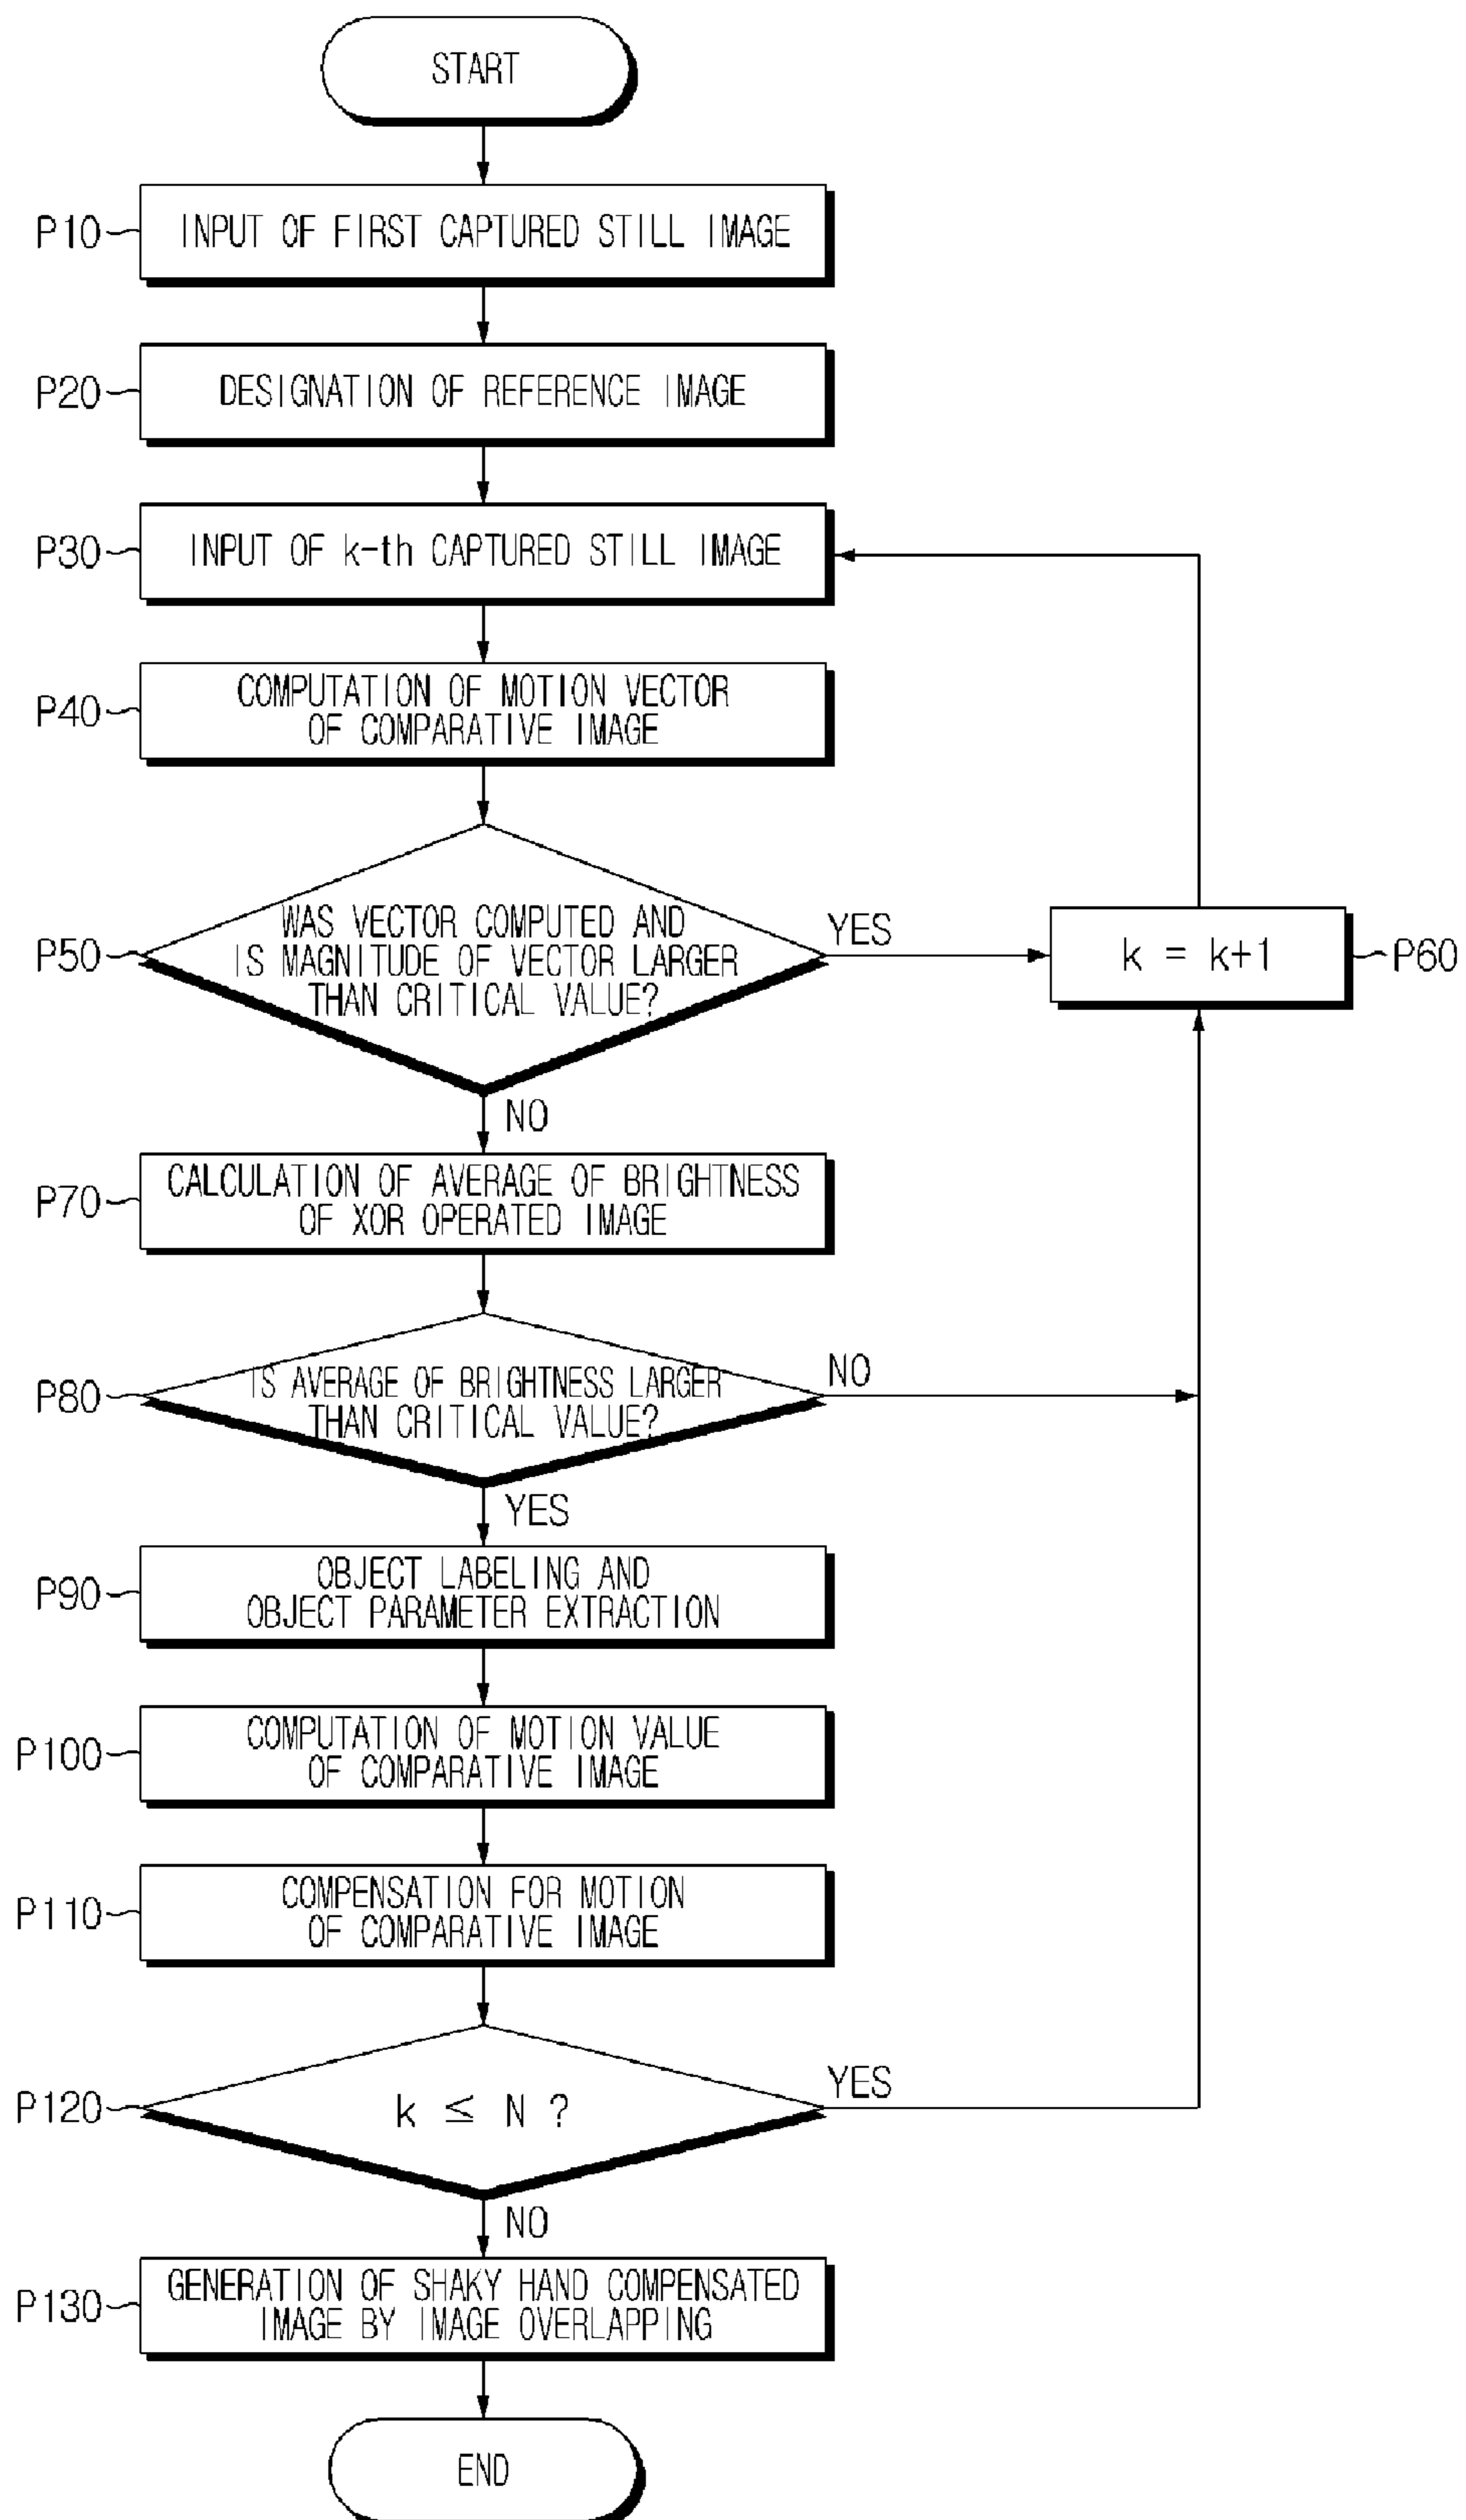 START
P10
INPUT OF FIRST CAPTURED STILL IMAGE
P20
DESIGNATION OF REFERENCE IMAGE
P30
INPUT OF k-th CAPTURED STILL IMAGE
P40
COMPUTATION OF MOTION VECTOR
OF COMPARATIVE IMAGE
P50
WAS VECTOR COMPUTED AND
IS MAGNITUDE OF VECTOR LARGER
THAN CRITICAL VALUE?
YES
k = k+1
P60
NO
P70
CALCULATION OF AVERAGE OF BRIGHTNESS
OF XOR OPERATED IMAGE
P80
IS AVERAGE OF BRIGHTNESS LARGER
THAN CRITICAL VALUE?
NO
YES
P90
OBJECT LABELING AND
OBJECT PARAMETER EXTRACTION
P100
COMPUTATION OF MOTION VALUE
OF COMPARATIVE IMAGE
P110
COMPENSATION FOR MOTION
OF COMPARATIVE IMAGE
P120
k ≤ N ?
YES
NO
P130
GENERATION OF SHAKY HAND COMPENSATED
IMAGE BY IMAGE OVERLAPPING
END